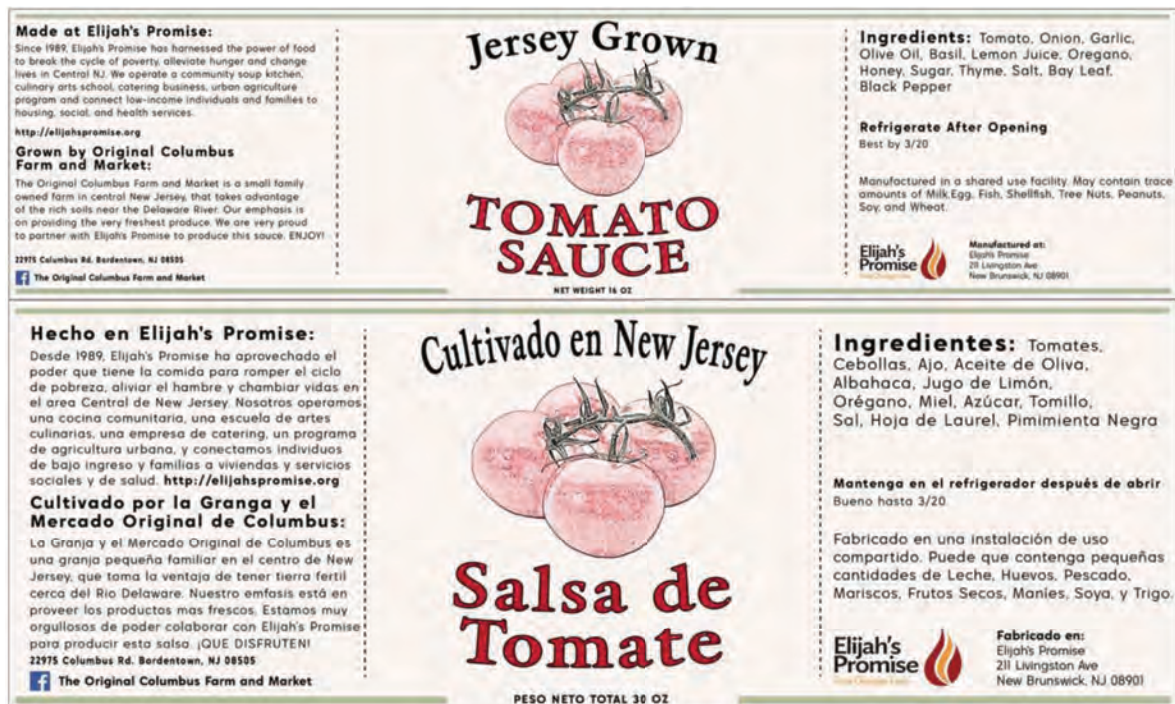 Made at Elijah's Promise:
Since 1989, Elijah's Promise has harnessed the power of food
to break the cycle of poverty, alleviate hunger and change
lives in Central NJ. We operate a community soup kitchen,
culinary arts school, catering business, urban agriculture
program and connect low-income individuals and families to
housing, social, and health services.
http://elijahspromise.org
Grown by Original Columbus
Farm and Market:
The Original Columbus Farm and Market is a small family
owned farm in central New Jersey, that takes advantage
of the rich soils near the Delaware River. Our emphasis is
on providing the very freshest produce. We are very proud
to partner with Elijah's Promise to produce this sauce. ENJOY!
22975 Columbus Rd. Bordentown, NJ 08505
The Original Columbus Farm and Market
Jersey Grown
TOMATO
SAUCE
NET WEIGHT 16 OZ
Ingredients: Tomato, Onion, Garlic,
Olive Oil, Basil, Lemon Juice, Oregano,
Honey, Sugar, Thyme, Salt, Bay Leaf,
Black Pepper
Refrigerate After Opening
Best by 3/20
Manufactured in a shared use facility. May contain trace
amounts of Milk,Egg, Fish, Shellfish, Tree Nuts, Peanuts,
Soy, and Wheat.
Elijah's
Promise
Manufactured at:
Elijah's Promise
211 Livingston Ave
New Brunswick, NJ 08901
Hecho en Elijah's Promise:
Desde 1989, Elijah's Promise ha aprovechado el
poder que tiene la comida para romper el ciclo
de pobreza, aliviar el hambre y chambiar vidas en
el area Central de New Jersey. Nosotros operamos
una cocina comunitaria, una escuela de artes
culinarias, una empresa de catering, un programa
de agricultura urbana, y conectamos individuos
de bajo ingreso y familias a viviendas y servicios
sociales y de salud. http://elijahspromise.org
Cultivado por la Granga y el
Mercado Original de Columbus:
La Granja y el Mercado Original de Columbus es
una granja pequeña familiar en el centro de New
Jersey, que toma la ventaja de tener tierra fertil
cerca del Rio Delaware. Nuestro emfasis está en
proveer los productos mas frescos. Estamos muy
orgullosos de poder colaborar con Elijah's Promise
para producir esta salsa. ¡QUE DISFRUTEN!
22975 Columbus Rd. Bordentown, NJ 08505
The Original Columbus Farm and Market
Cultivado en New Jersey
Salsa de
Tomate
PESO NETO TOTAL 30 OZ
Ingredientes: Tomates,
Cebollas, Ajo, Aceite de Oliva,
Albahaca, Jugo de Limón,
Orégano, Miel, Azúcar, Tomillo,
Sal, Hoja de Laurel, Pimimienta Negra
Mantenga en el refrigerador después de abrir
Bueno hasta 3/20
Fabricado en una instalación de uso
compartido. Puede que contenga pequeñas
cantidades de Leche, Huevos, Pescado,
Mariscos, Frutos Secos, Maníes, Soya, y Trigo.
Elijah's
Promise
Fabricado en:
Elijah's Promise
211 Livingston Ave
New Brunswick, NJ 08901